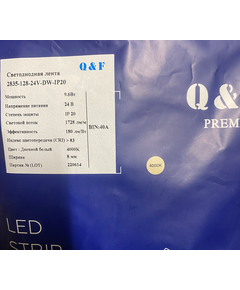 Q & F
Светодиодная лента
2835-128-24V-DW-IP20
Мощность 9.6Вт
Напряжение питания 24 В
Степень защиты IP 20
Световой поток 1728 лм/м
Эффективность 180 лм/Вт
BIN:40A
Индекс цветопередачи (CRI) > 82
Цвет : Дневной белый 4000K
Ширина 8 мм
Партия № (LOT) 220614
Q &
PREM
4000K
LED
STRIP